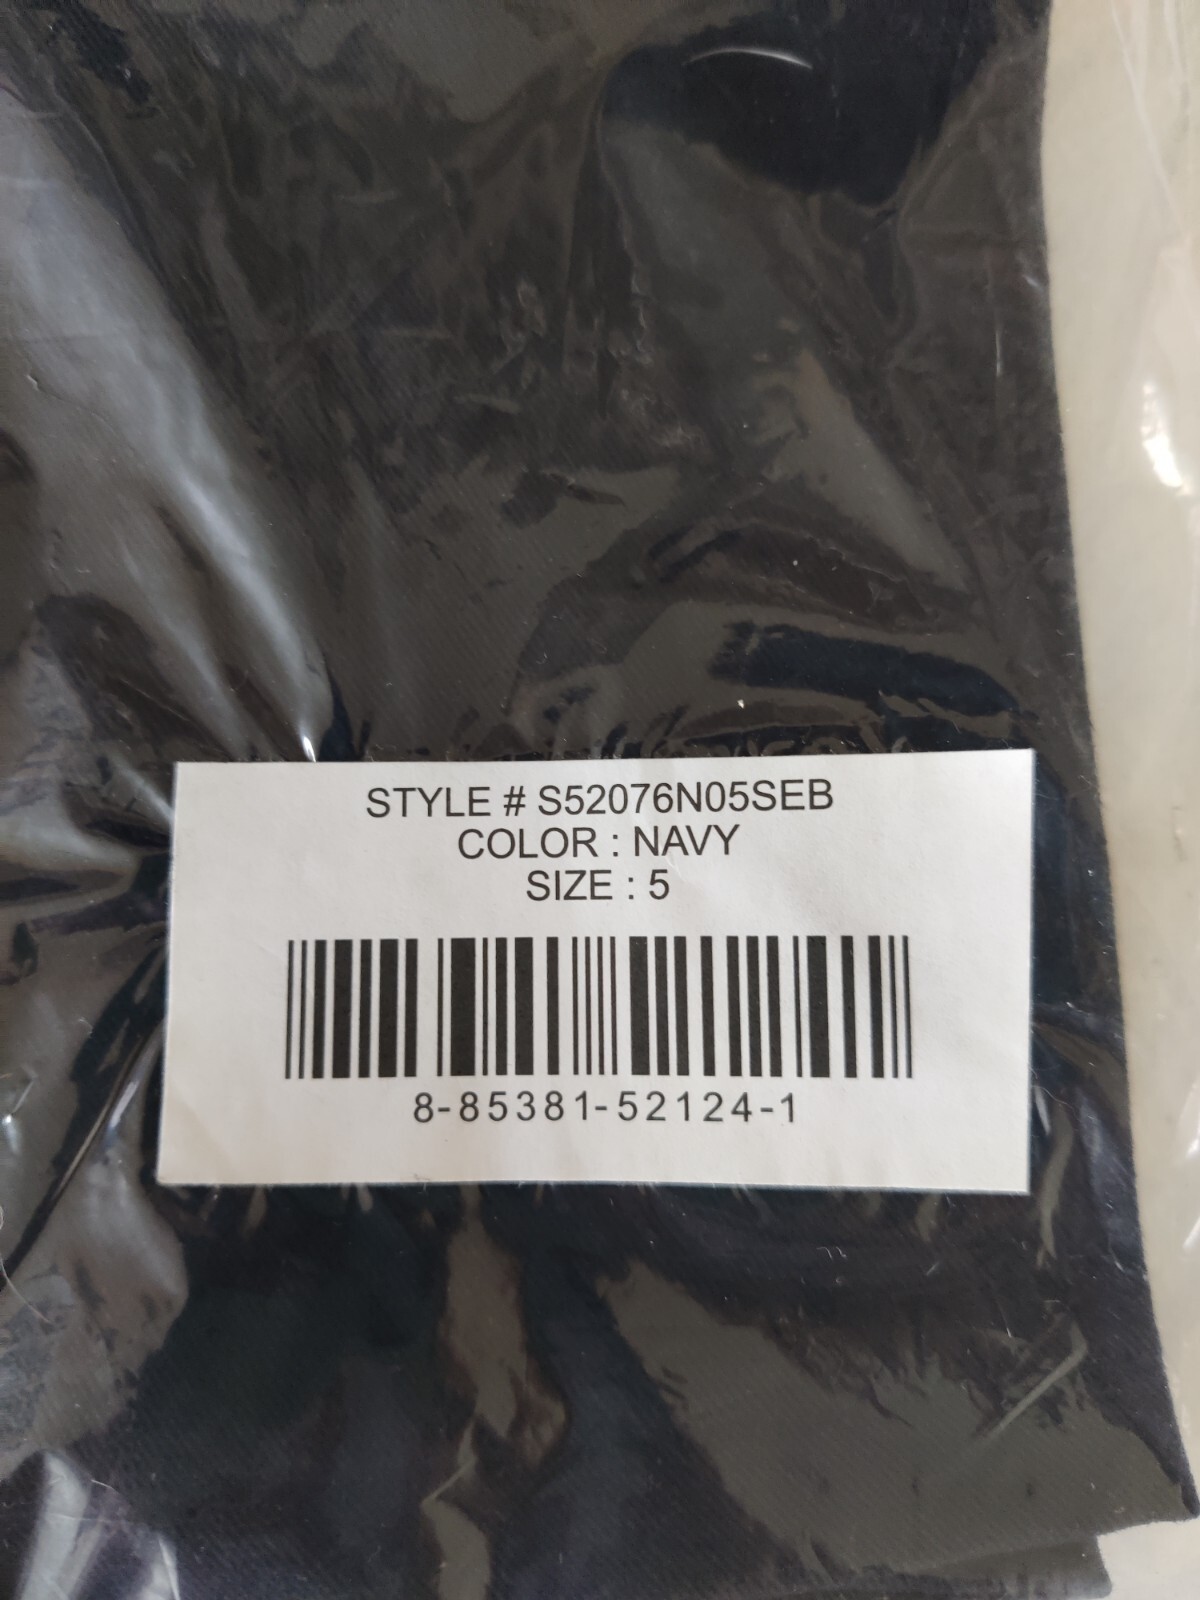 STYLE # S52076N05SEB
COLOR : NAVY
SIZE : 5
8-85381-52124-1